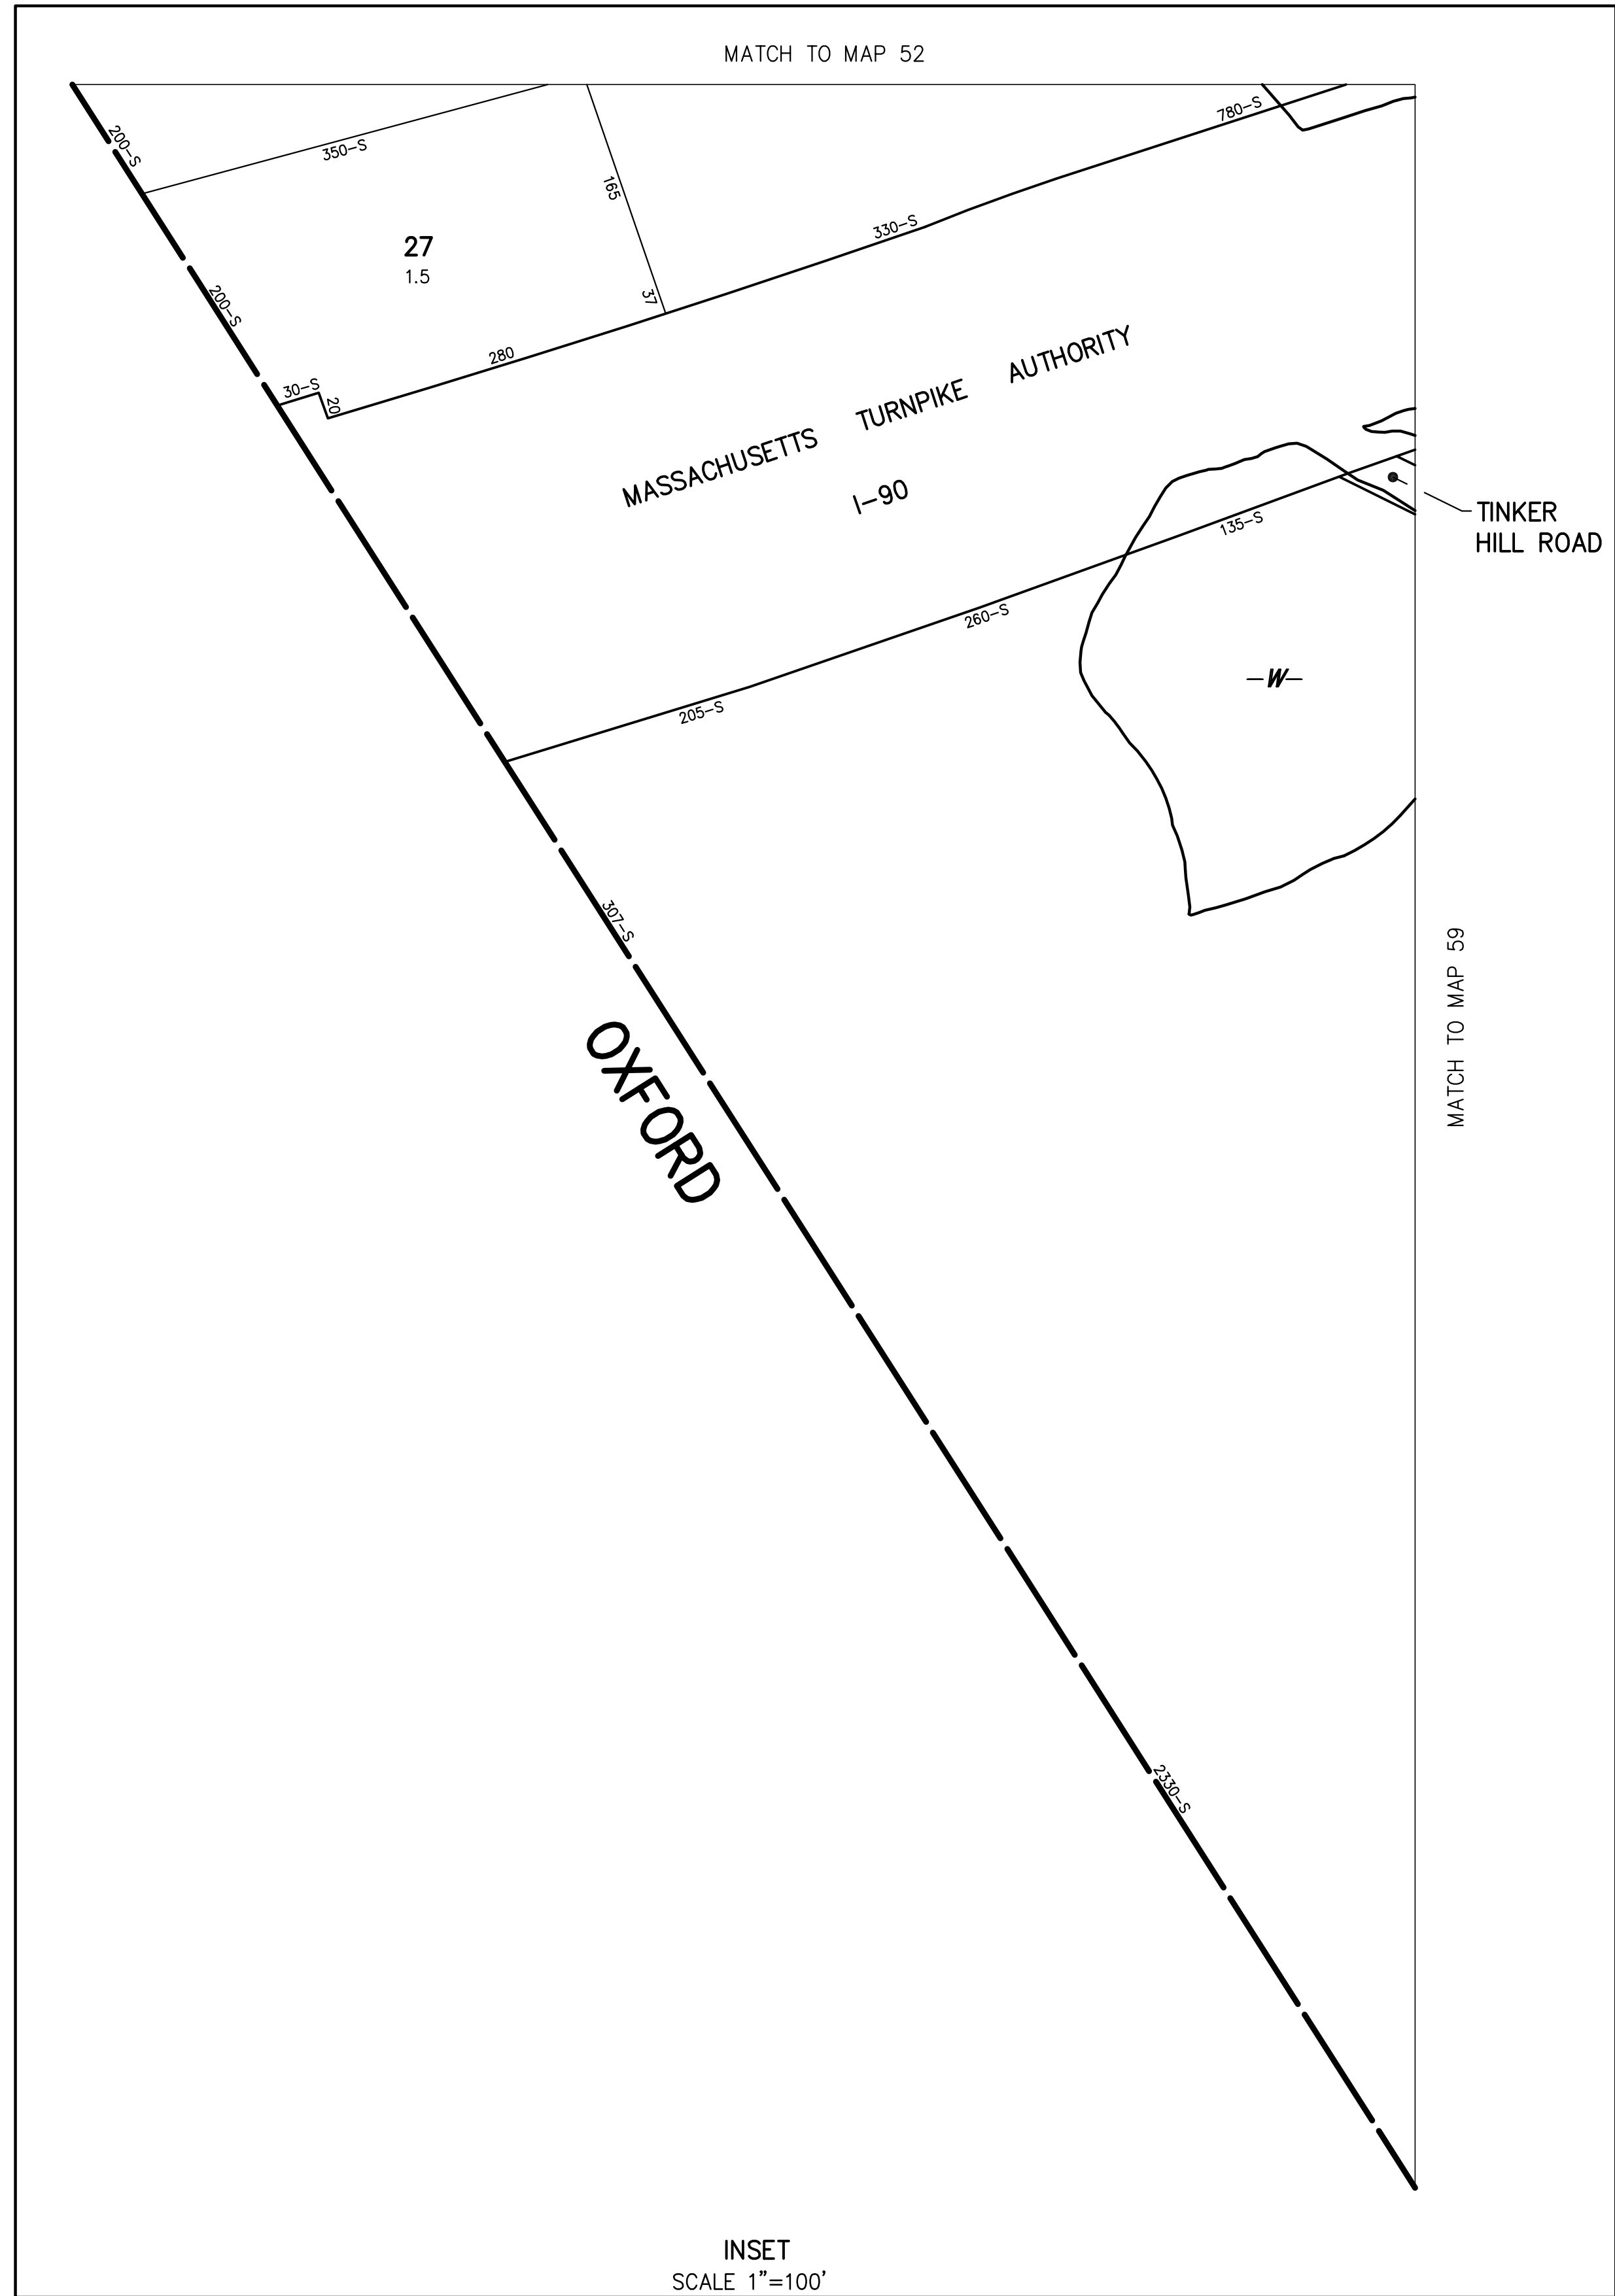 MATCH TO MAP 52
780-S
200-S
350-S
165
330-S
27
1.5
200-S
37
280
30-S
20
MASSACHUSETTS TURNPIKE AUTHORITY
I-90
TINKER
HILL ROAD
135-S
260-S
-W-
205-S
307-S
MATCH TO MAP 59
OXFORD
2330-S
INSET
SCALE 1"=100'